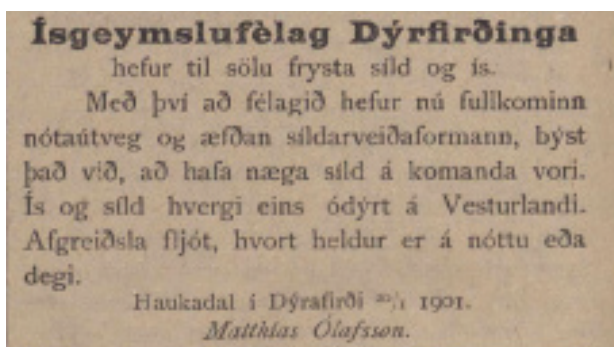 Ísgeymslufèlag Dýrfirðinga
hefur til sölu frysta síld og ís.
Með því að félagið hefur nú fullkominn
nótaútveg og æfðan síldarveiðaformann, býst
það við, að hafa næga síld á komanda vori.
Ís og síld hvergi eins ódýrt á Vesturlandi.
Afgreiðsla fljót, hvort heldur er á nóttu eða
degi.
Haukadal í Dýrafirði 1901.
Matthías Ólafsson.